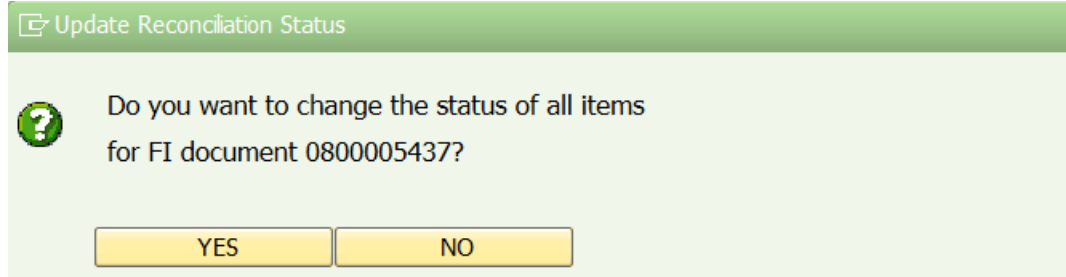 Update Reconciliation Status
Do you want to change the status of all items
for FI document 0800005437?
YES NO